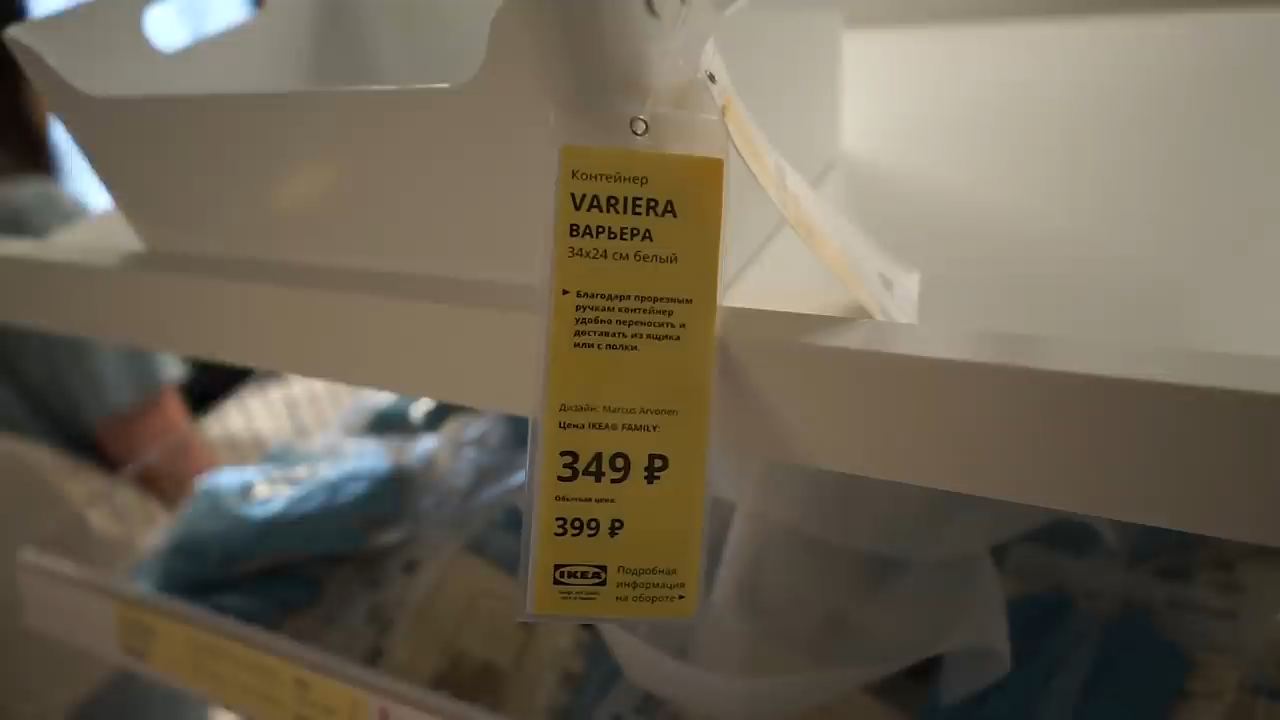 Контейнер
VARIERA
ВАРЬЕРА
34x24 см белый
► Благодаря прорезным
ручкам контейнер
удобно переносить и
доставать из ящика
или с полки.
Дизайн: Marcus Arvonen
Цена IKEA® FAMILY:
349 ₽
Обычная цена:
399 ₽
IKEA
Подробная
информация
на обороте ►